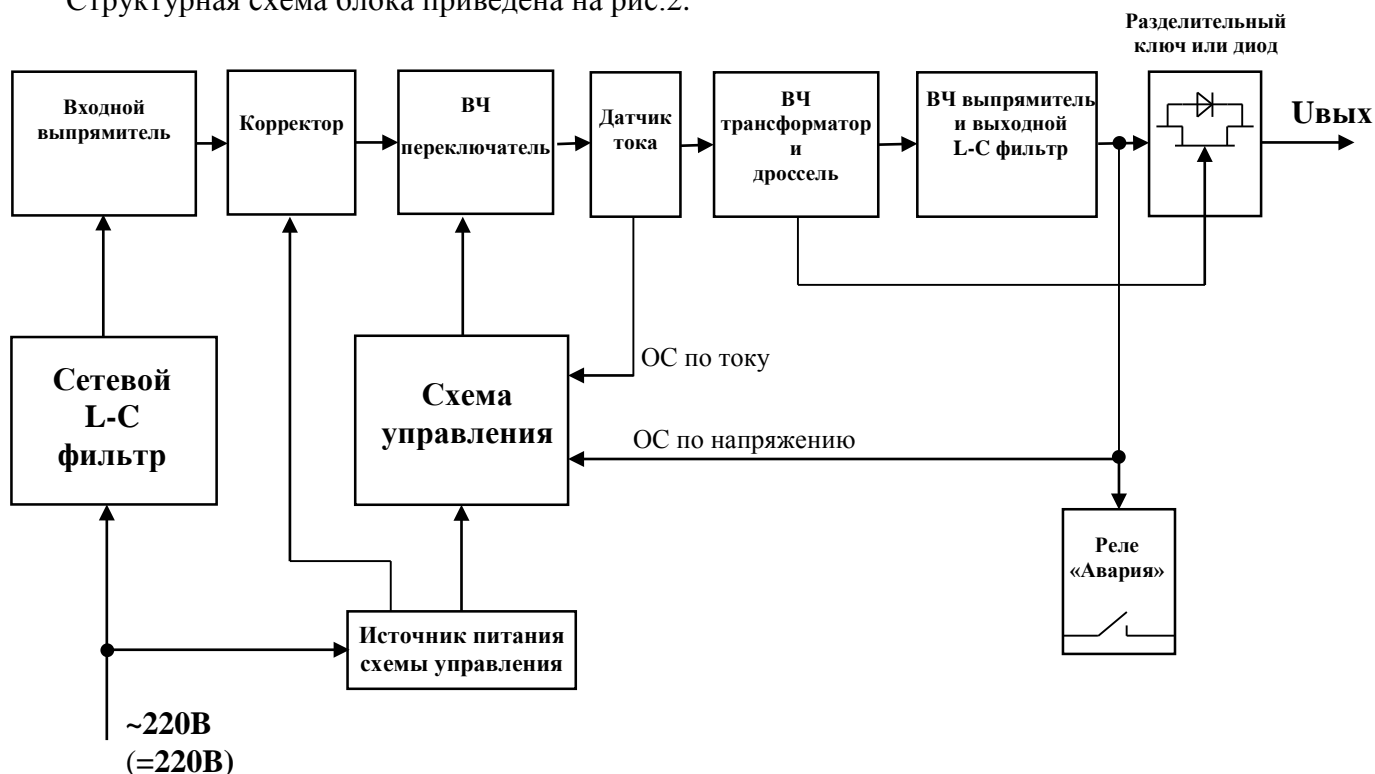 Структурная схема блока приведена на рис.2.
Разделительный
ключ или диод
Входной
выпрямитель
Корректор
ВЧ
переключатель
Датчик
тока
ВЧ
трансформатор
и
дроссель
ВЧ выпрямитель
и выходной
L-C фильтр
Uвых
Сетевой
L-C
фильтр
Схема
управления
ОС по току
ОС по напряжению
Реле
«Авария»
Источник питания
схемы управления
~220В
(=220В)